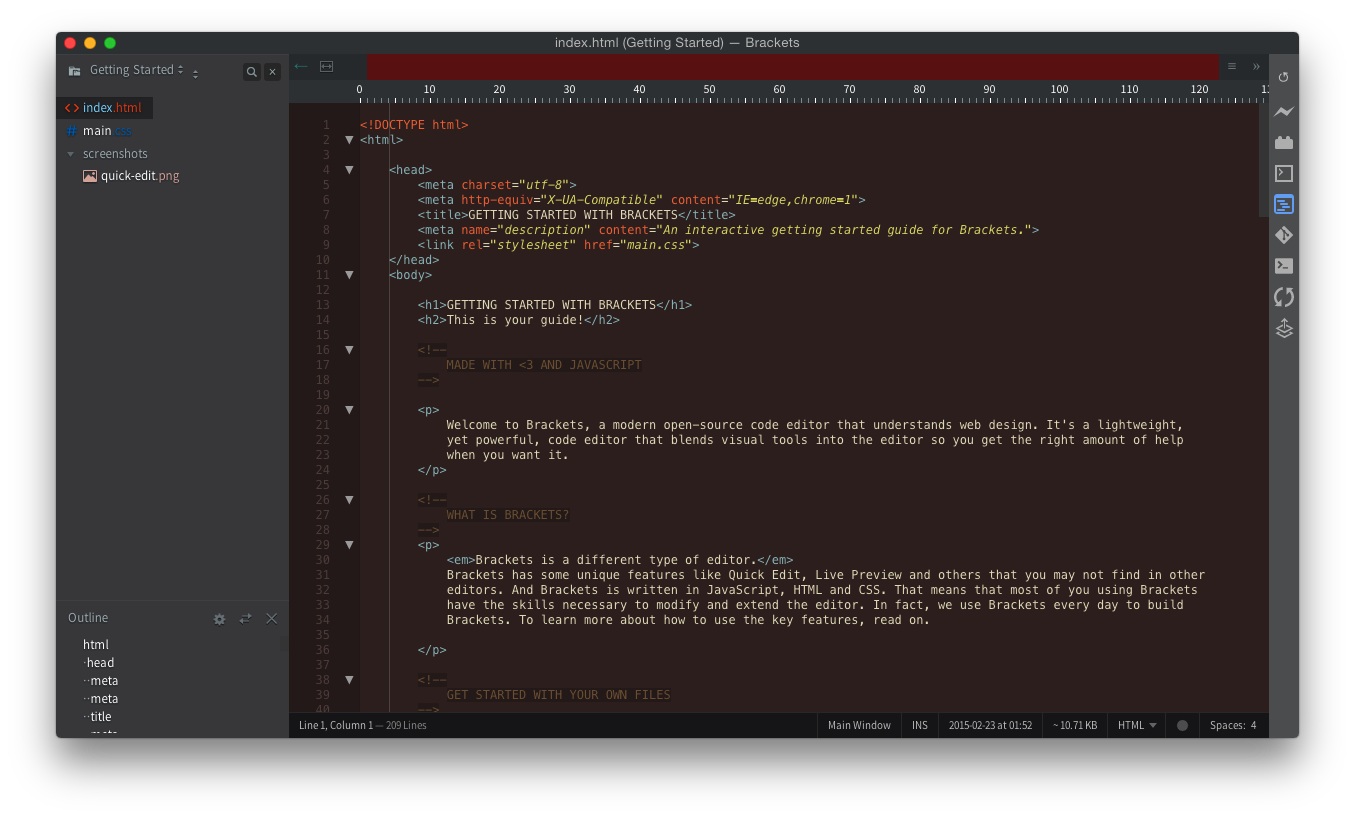 index.html (Getting Started) — Brackets
Getting Started
index.html
main.css
screenshots
quick-edit.png
Outline
html
·head
··meta
··meta
··title
··meta
0 10 20 30 40 50 60 70 80 90 100 110 120
1 <!DOCTYPE html>
2 <html>
3
4 <head>
5 <meta charset="utf-8">
6 <meta http-equiv="X-UA-Compatible" content="IE=edge,chrome=1">
7 <title>GETTING STARTED WITH BRACKETS</title>
8 <meta name="description" content="An interactive getting started guide for Brackets.">
9 <link rel="stylesheet" href="main.css">
10 </head>
11 <body>
12
13 <h1>GETTING STARTED WITH BRACKETS</h1>
14 <h2>This is your guide!</h2>
15
16 <!--
17 MADE WITH <3 AND JAVASCRIPT
18 -->
19
20 <p>
21 Welcome to Brackets, a modern open-source code editor that understands web design. It's a lightweight,
22 yet powerful, code editor that blends visual tools into the editor so you get the right amount of help
23 when you want it.
24 </p>
25
26 <!--
27 WHAT IS BRACKETS?
28 -->
29 <p>
30 <em>Brackets is a different type of editor.</em>
31 Brackets has some unique features like Quick Edit, Live Preview and others that you may not find in other
32 editors. And Brackets is written in JavaScript, HTML and CSS. That means that most of you using Brackets
33 have the skills necessary to modify and extend the editor. In fact, we use Brackets every day to build
34 Brackets. To learn more about how to use the key features, read on.
35
36 </p>
37
38 <!--
39 GET STARTED WITH YOUR OWN FILES
40 -->
Line 1, Column 1 — 209 Lines
Main Window
INS
2015-02-23 at 01:52
~ 10.71 KB
HTML
Spaces: 4